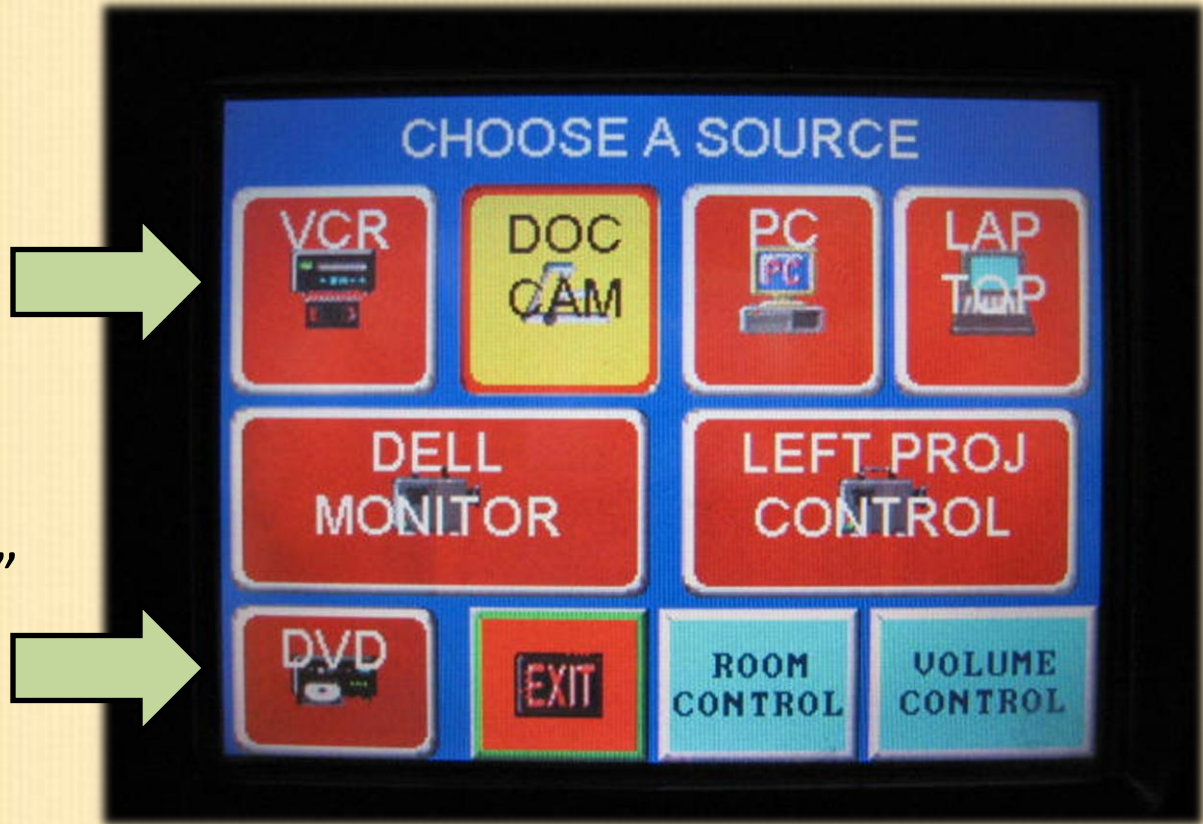 CHOOSE A SOURCE
VCR
DOC
CAM
PC
PC
LAP
TOP
DELL
MONITOR
LEFT PROJ
CONTROL
”
DVD
EXIT
ROOM
CONTROL
VOLUME
CONTROL